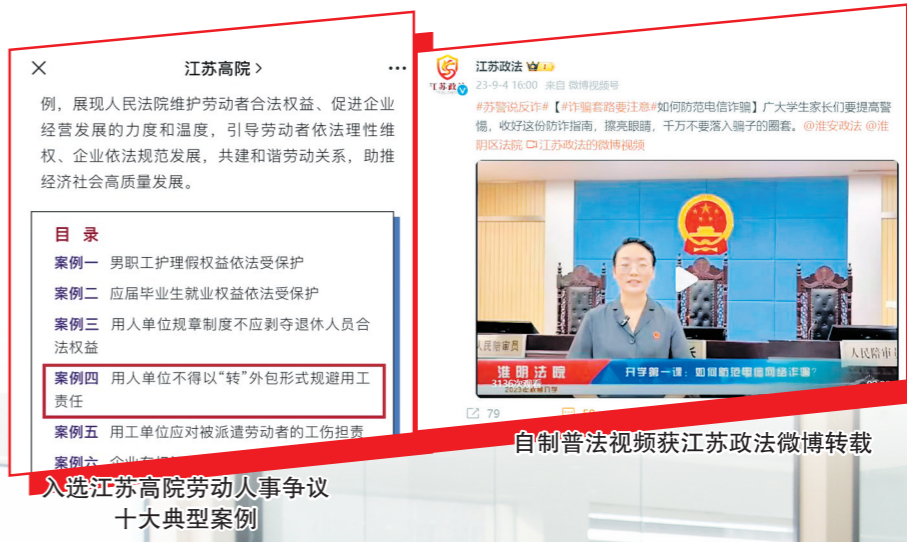 江苏高院 >
例，展现人民法院维护劳动者合法权益、促进企业
经营发展的力度和温度，引导劳动者依法理性维
权、企业依法规范发展，共建和谐劳动关系，助推
经济社会高质量发展。
目 录
案例一 男职工护理假权益依法受保护
案例二 应届毕业生就业权益依法受保护
案例三 用人单位规章制度不应剥夺退休人员合
法权益
案例四 用人单位不得以“转”外包形式规避用工
责任
案例五 用工单位应对被派遣劳动者的工伤担责
案例六
入选江苏高院劳动人事争议
十大典型案例
江苏政法
江苏政法
23-9-4 16:00 来自 微博视频号
#苏警说反诈#【#诈骗套路要注意#如何防范电信诈骗】广大学生家长们要提高警
惕，收好这份防诈指南，擦亮眼睛，千万不要落入骗子的圈套。@淮安政法 @淮
阴区法院 江苏政法的微博视频
人民陪审员
人民陪审
淮阴法院
开学第一课：如何防范电信网络诈骗？
3136次观看
79
自制普法视频获江苏政法微博转载